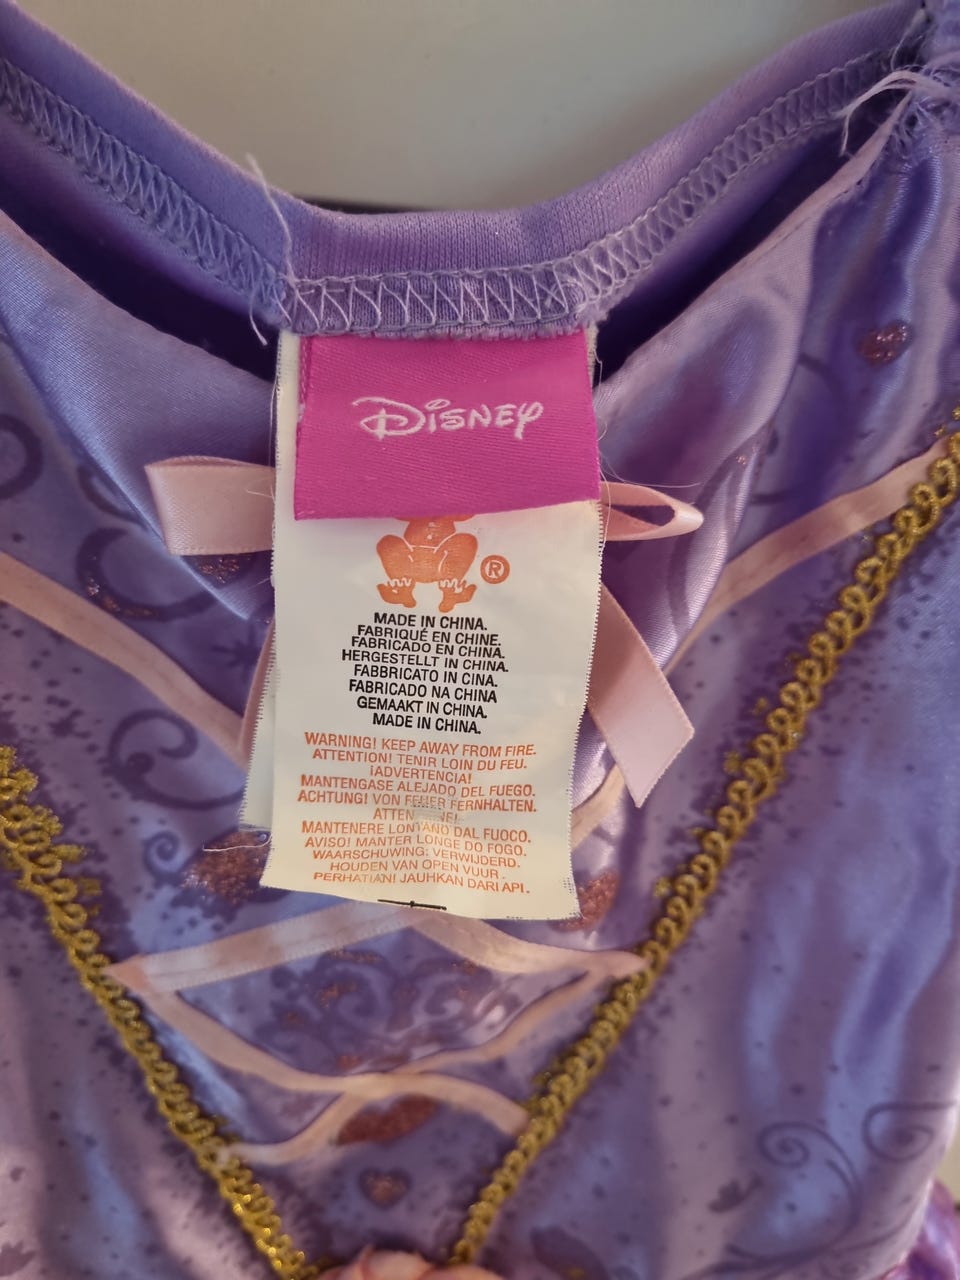 Disney
®
MADE IN CHINA.
FABRIQUÉ EN CHINE.
FABRICADO EN CHINA.
HERGESTELLT IN CHINA.
FABBRICATO IN CINA.
FABRICADO NA CHINA
GEMAAKT IN CHINA.
MADE IN CHINA.
WARNING! KEEP AWAY FROM FIRE.
ATTENTION! TENIR LOIN DU FEU.
¡ADVERTENCIA!
MANTENGASE ALEJADO DEL FUEGO.
ACHTUNG! VON FEUER FERNHALTEN.
MANTENERE LONTANO DAL FUOCO.
AVISO! MANTER LONGE DO FOGO.
WAARSCHUWING: VERWIJDERD.
HOUDEN VAN OPEN VUUR.
PERHATIAN! JAUHKAN DARI API.